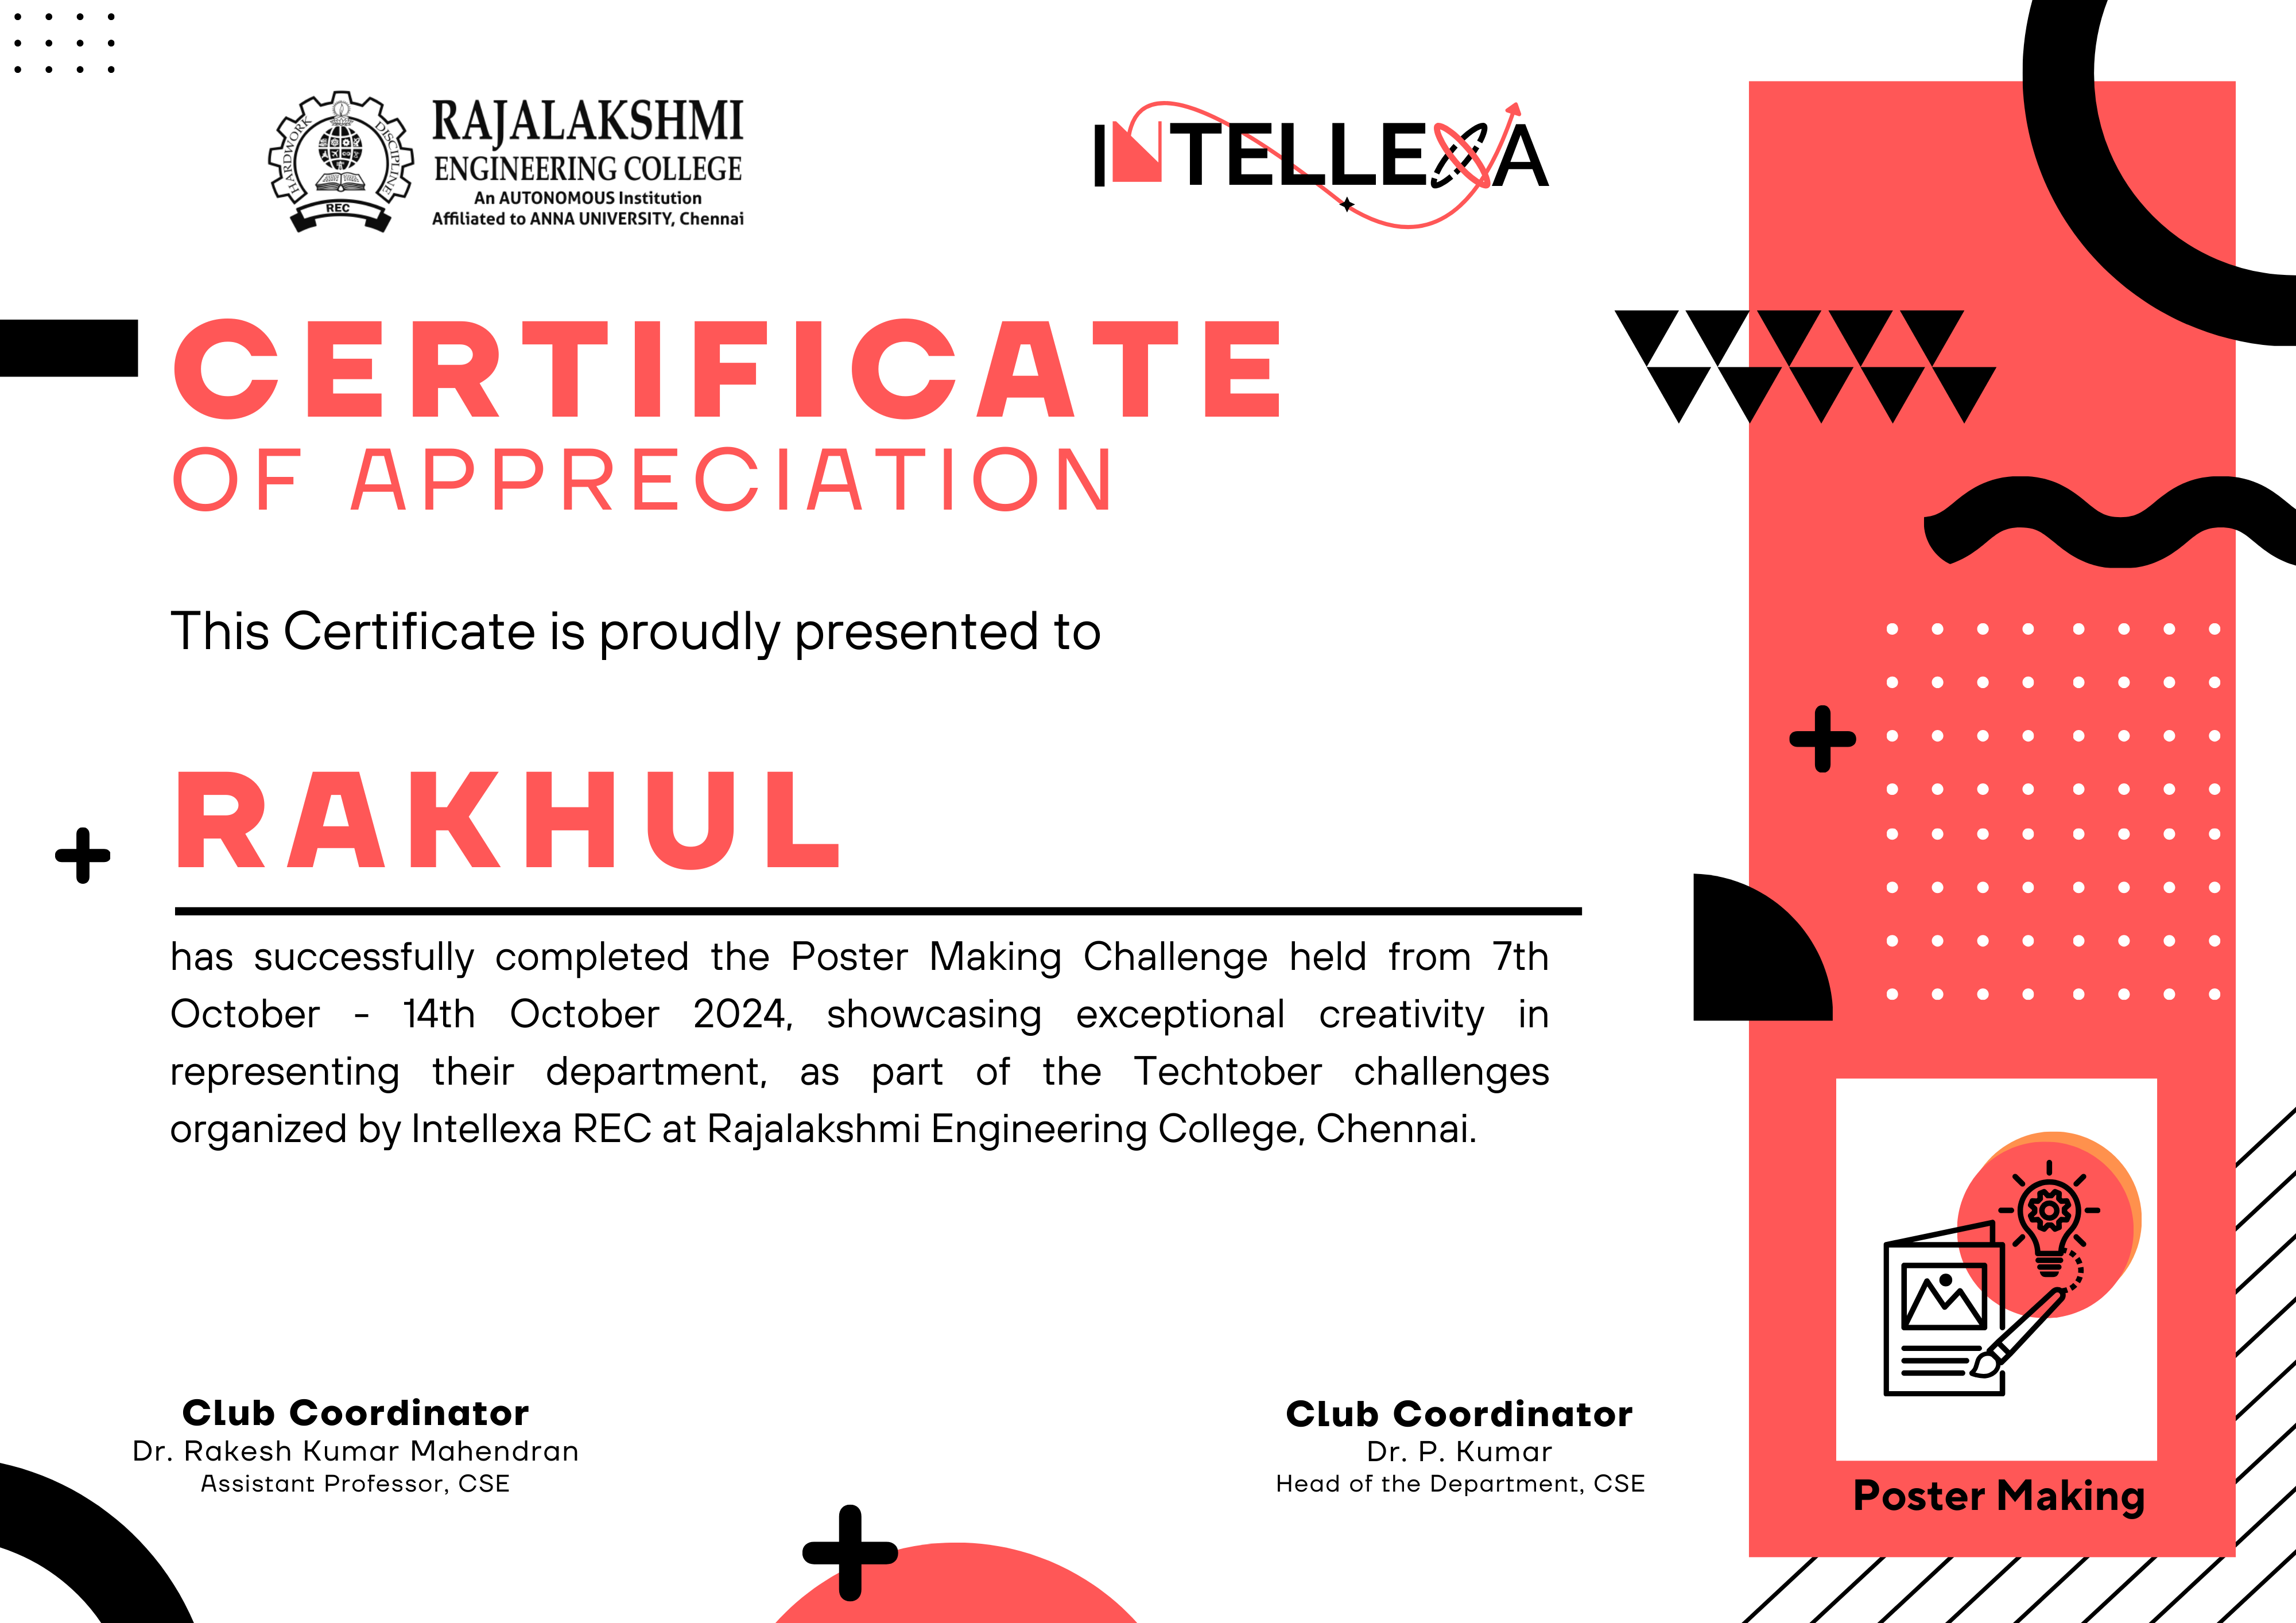 HARDWORK
DISCIPLINE
REC
RAJALAKSHMI
ENGINEERING COLLEGE
An AUTONOMOUS Institution
Affiliated to ANNA UNIVERSITY, Chennai
INTELLEXA
CERTIFICATE
OF APPRECIATION
This Certificate is proudly presented to
RAKHUL
has successfully completed the Poster Making Challenge held from 7th
October - 14th October 2024, showcasing exceptional creativity in
representing their department, as part of the Techtober challenges
organized by Intellexa REC at Rajalakshmi Engineering College, Chennai.
Club Coordinator
Dr. Rakesh Kumar Mahendran
Assistant Professor, CSE
Club Coordinator
Dr. P. Kumar
Head of the Department, CSE
Poster Making